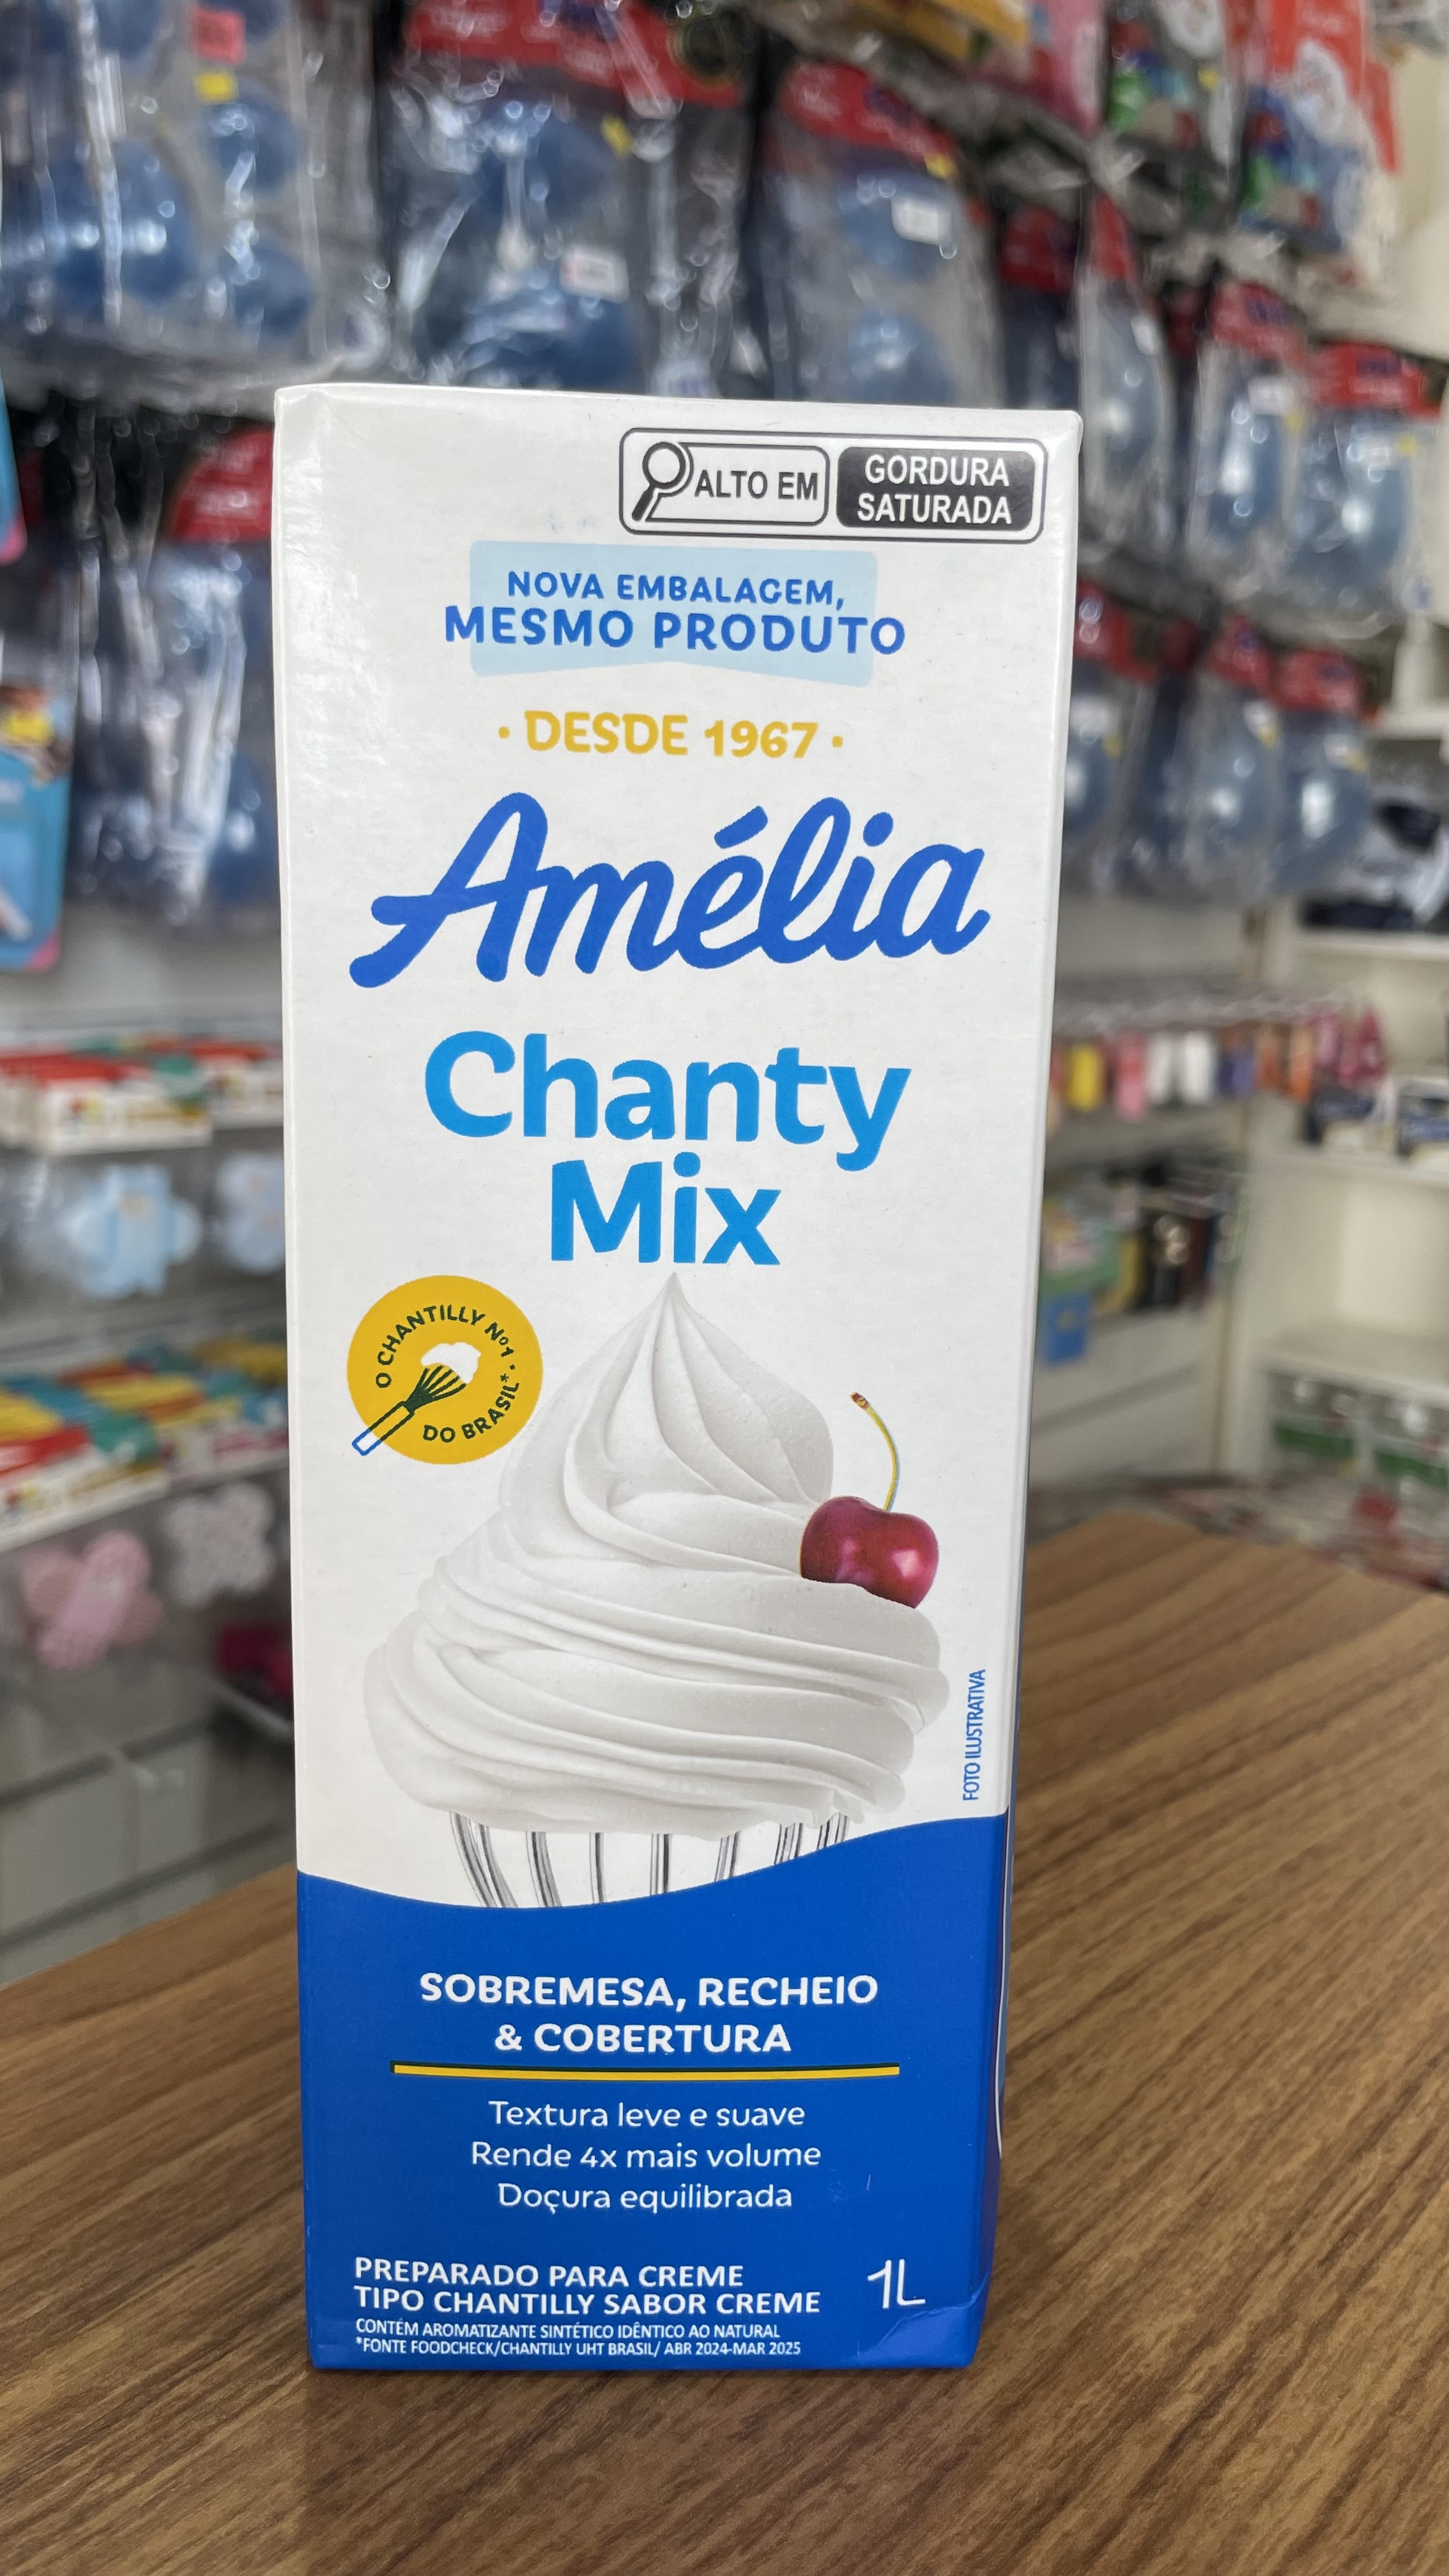 ALTO EM
GORDURA
SATURADA
NOVA EMBALAGEM,
MESMO PRODUTO
· DESDE 1967 ·
Amélia
Chanty
Mix
O CHANTILLY Nº1 ·
DO BRASIL*
FOTO ILUSTRATIVA
SOBREMESA, RECHEIO
& COBERTURA
Textura leve e suave
Rende 4x mais volume
Doçura equilibrada
PREPARADO PARA CREME
TIPO CHANTILLY SABOR CREME
1L
CONTÉM AROMATIZANTE SINTÉTICO IDÊNTICO AO NATURAL
*FONTE FOODCHECK/CHANTILLY UHT BRASIL/ ABR 2024-MAR 2025